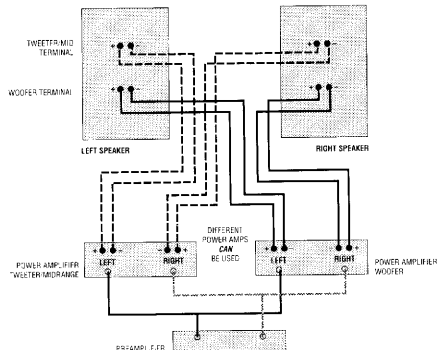 TWEETER/MID
TERMINAL
+ -
+ -
WOOFER TERMINAL
+ -
+ -
LEFT SPEAKER
RIGHT SPEAKER
DIFFERENT
POWER AMPS
CAN
BE USED
+ -
- +
+ -
- +
LEFT
RIGHT
LEFT
RIGHT
POWER AMPLIFIER
TWEETER/MIDRANGE
POWER AMPLIFIER
WOOFER
PREAMPLIFIER